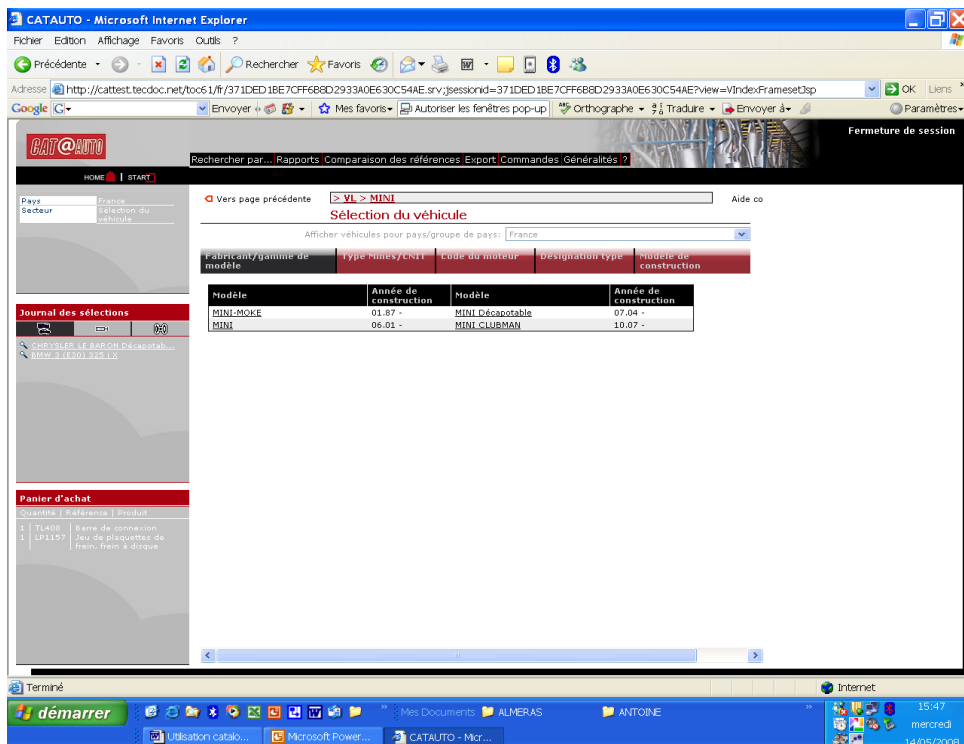 CATAUTO - Microsoft Internet Explorer
Fichier Edition Affichage Favoris Outils ?
Précédente Rechercher Favoris
Adresse http://cattest.tecdoc.net/toc61/fr/371DED1BE7CFF6B8D2933A0E630C54AE.srv;jsessionid=371DED1BE7CFF6B8D2933A0E630C54AE?view=VIndexFramesetJsp OK Liens »
Google G Envoyer Mes favoris Autoriser les fenêtres pop-up Orthographe Traduire Envoyer à Paramètres
CAT@AUTO
Fermeture de session
Rechercher par... Rapports Comparaison des références Export Commandes Généralités ?
HOME | START
Pays France
Secteur Sélection du véhicule
Vers page précédente > VL > MINI Aide co
Sélection du véhicule
Afficher véhicules pour pays/groupe de pays: France
Fabricant/gamme de modèle Type Mines/CNIT Code du moteur Désignation type Modèle de construction
Modèle Année de construction Modèle Année de construction
MINI-MOKE 01.87 - MINI Décapotable 07.04 -
MINI 06.01 - MINI CLUBMAN 10.07 -
Journal des sélections
CHRYSLER LE BARON Décapotab...
BMW 3 (E30) 325 i X
Panier d'achat
Quantité | Référence | Produit
1 | TL408 | Barre de connexion
1 | LP1157 | Jeu de plaquettes de frein, frein à disque
Terminé Internet
démarrer » Mes Documents ALMERAS ANTOINE » 15:47
mercredi
Utilsation catalo... Microsoft Power... CATAUTO - Micr... 14/05/2008